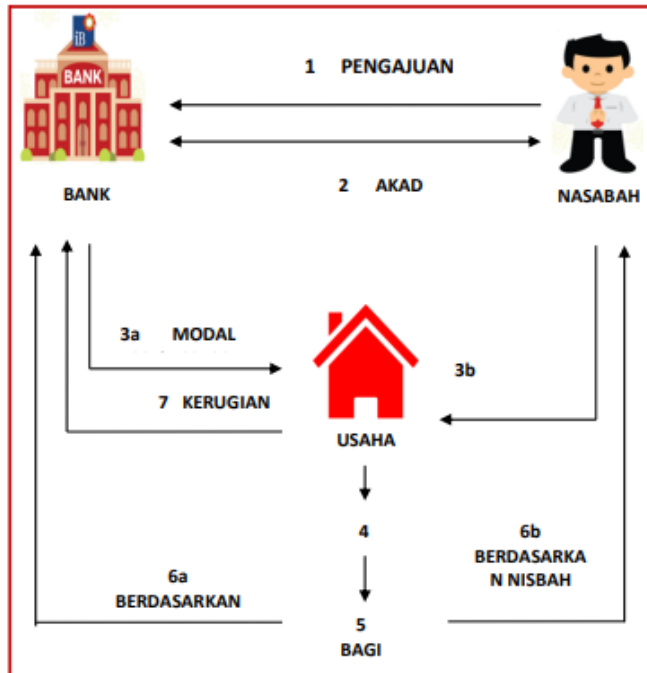 iB
BANK
1 PENGAJUAN
2 AKAD
BANK
NASABAH
3a MODAL
3b
7 KERUGIAN
USAHA
4
6a
BERDASARKAN
6b
BERDASARKA
N NISBAH
5
BAGI